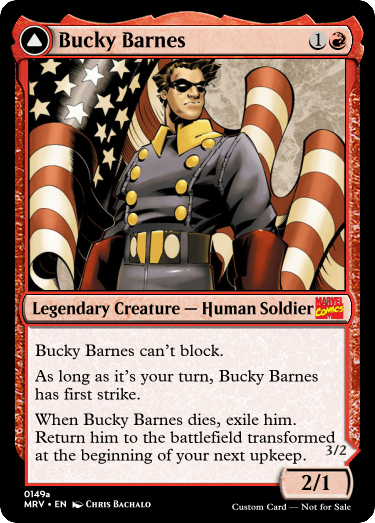 Bucky Barnes 1
Legendary Creature — Human Soldier MARVEL COMICS
Bucky Barnes can't block.
As long as it's your turn, Bucky Barnes
has first strike.
When Bucky Barnes dies, exile him.
Return him to the battlefield transformed
at the beginning of your next upkeep.
3/2
2/1
0149a
MRV • EN Chris Bachalo
Custom Card — Not for Sale